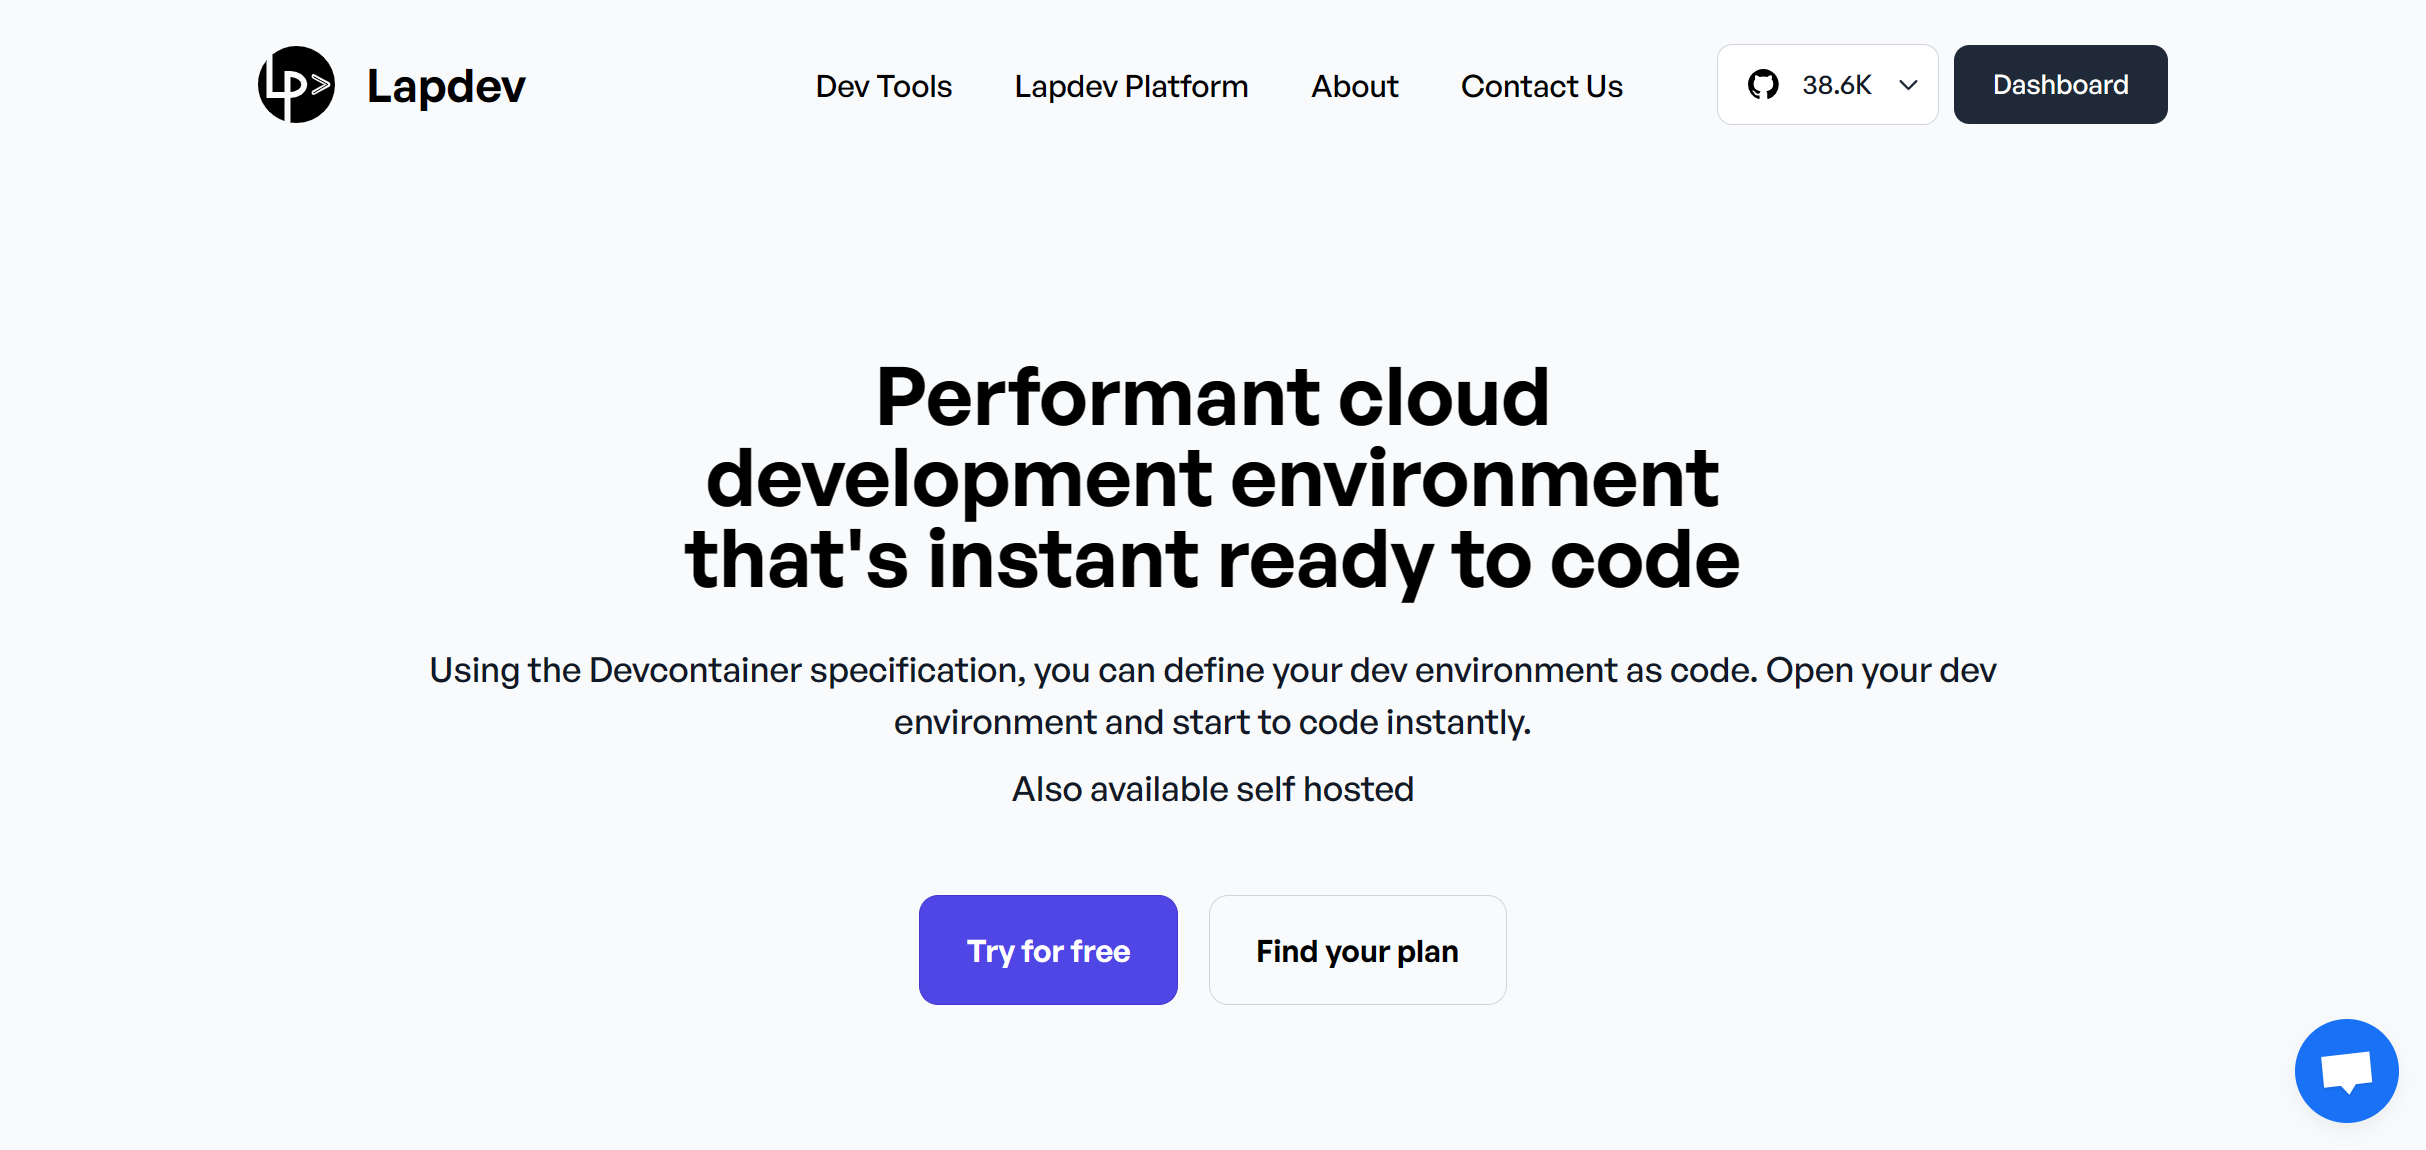 LP>
Lapdev
Dev Tools
Lapdev Platform
About
Contact Us
38.6K
Dashboard
Performant cloud
development environment
that's instant ready to code
Using the Devcontainer specification, you can define your dev environment as code. Open your dev
environment and start to code instantly.
Also available self hosted
Try for free
Find your plan